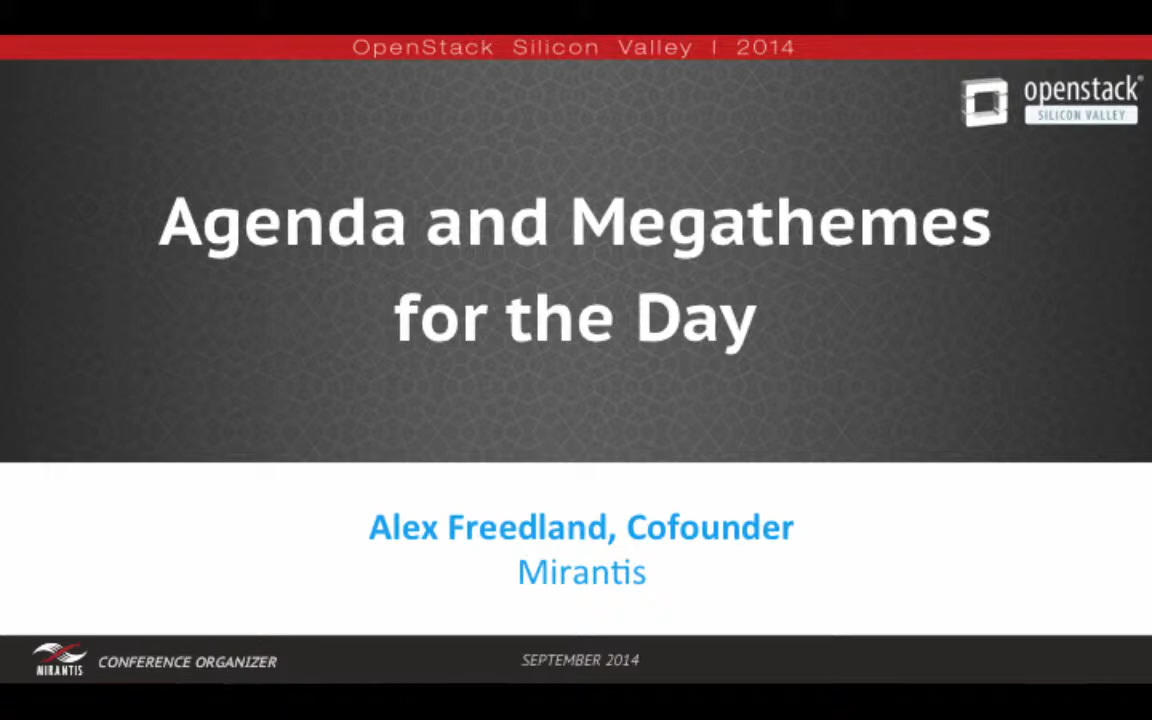 OpenStack Silicon Valley | 2014
openstack®
SILICON VALLEY
Agenda and Megathemes
for the Day
Alex Freedland, Cofounder
Mirantis
MIRANTIS
CONFERENCE ORGANIZER
SEPTEMBER 2014